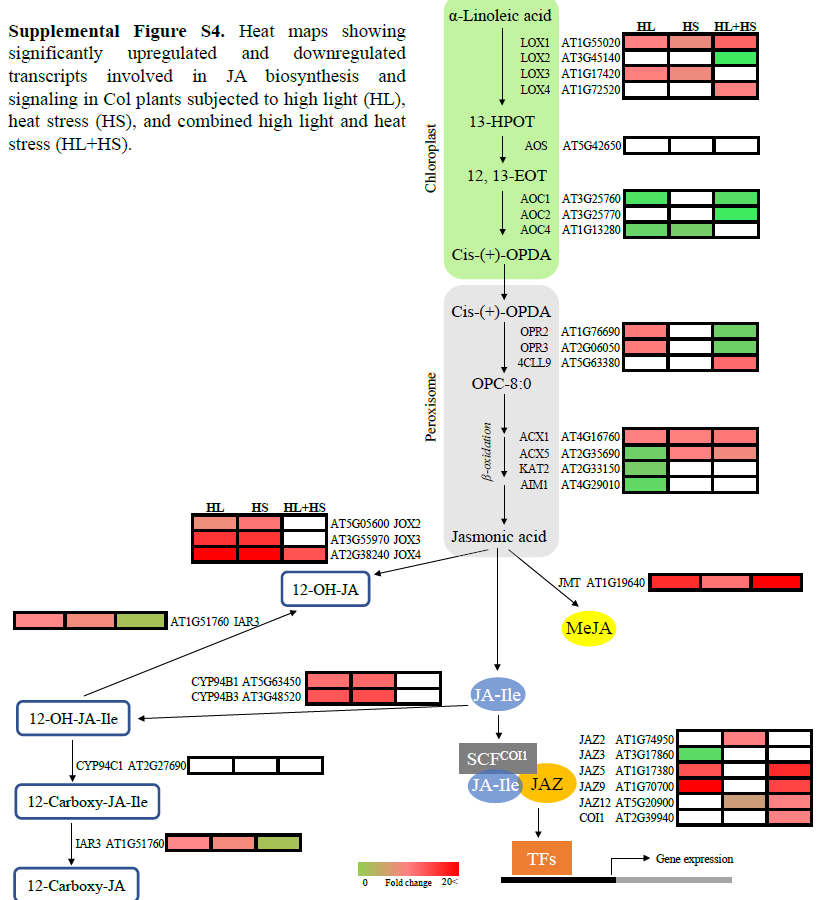 Supplemental Figure S4. Heat maps showing
significantly upregulated and downregulated
transcripts involved in JA biosynthesis and
signaling in Col plants subjected to high light (HL),
heat stress (HS), and combined high light and heat
stress (HL+HS).
α-Linoleic acid
HL HS HL+HS
LOX1 AT1G55020
LOX2 AT3G45140
LOX3 AT1G17420
LOX4 AT1G72520
13-HPOT
AOS AT5G42650
Chloroplast
12, 13-EOT
AOC1 AT3G25760
AOC2 AT3G25770
AOC4 AT1G13280
Cis-(+)-OPDA
Cis-(+)-OPDA
OPR2 AT1G76690
OPR3 AT2G06050
4CLL9 AT5G63380
OPC-8:0
Peroxisome
β-oxidation
ACX1 AT4G16760
ACX5 AT2G35690
KAT2 AT2G33150
AIM1 AT4G29010
Jasmonic acid
HL HS HL+HS
AT5G05600 JOX2
AT3G55970 JOX3
AT2G38240 JOX4
12-OH-JA
JMT AT1G19640
MeJA
AT1G51760 IAR3
CYP94B1 AT5G63450
CYP94B3 AT3G48520
JA-Ile
12-OH-JA-Ile
CYP94C1 AT2G27690
12-Carboxy-JA-Ile
IAR3 AT1G51760
12-Carboxy-JA
SCFCOI1
JA-Ile JAZ
JAZ2 AT1G74950
JAZ3 AT3G17860
JAZ5 AT1G17380
JAZ9 AT1G70700
JAZ12 AT5G20900
COI1 AT2G39940
TFs
Gene expression
0 Fold change 20<